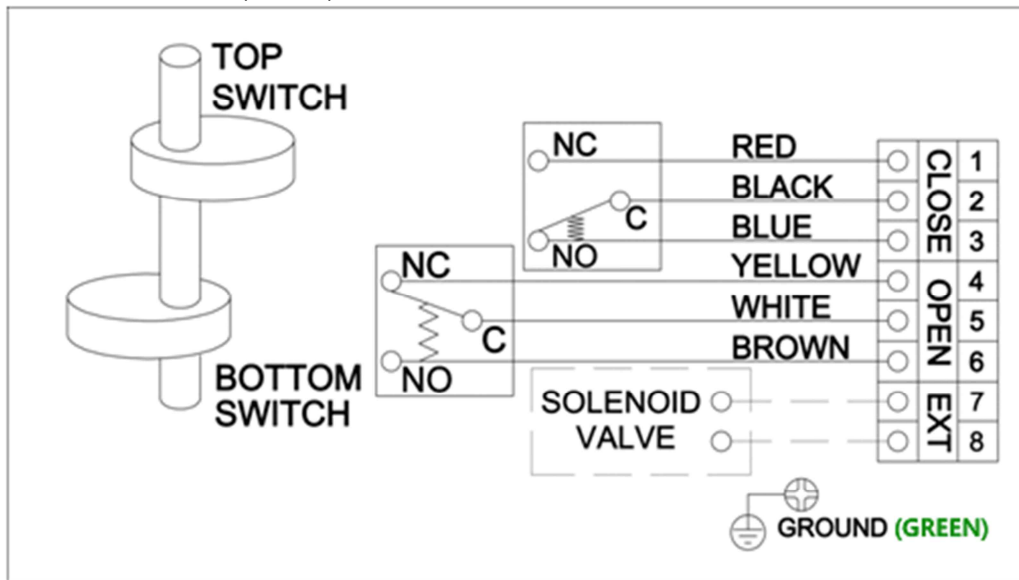 TOP
SWITCH
BOTTOM
SWITCH
NC
C
NO
NC
C
NO
RED
BLACK
BLUE
YELLOW
WHITE
BROWN
SOLENOID
VALVE
CLOSE
OPEN
EXT
1
2
3
4
5
6
7
8
GROUND (GREEN)